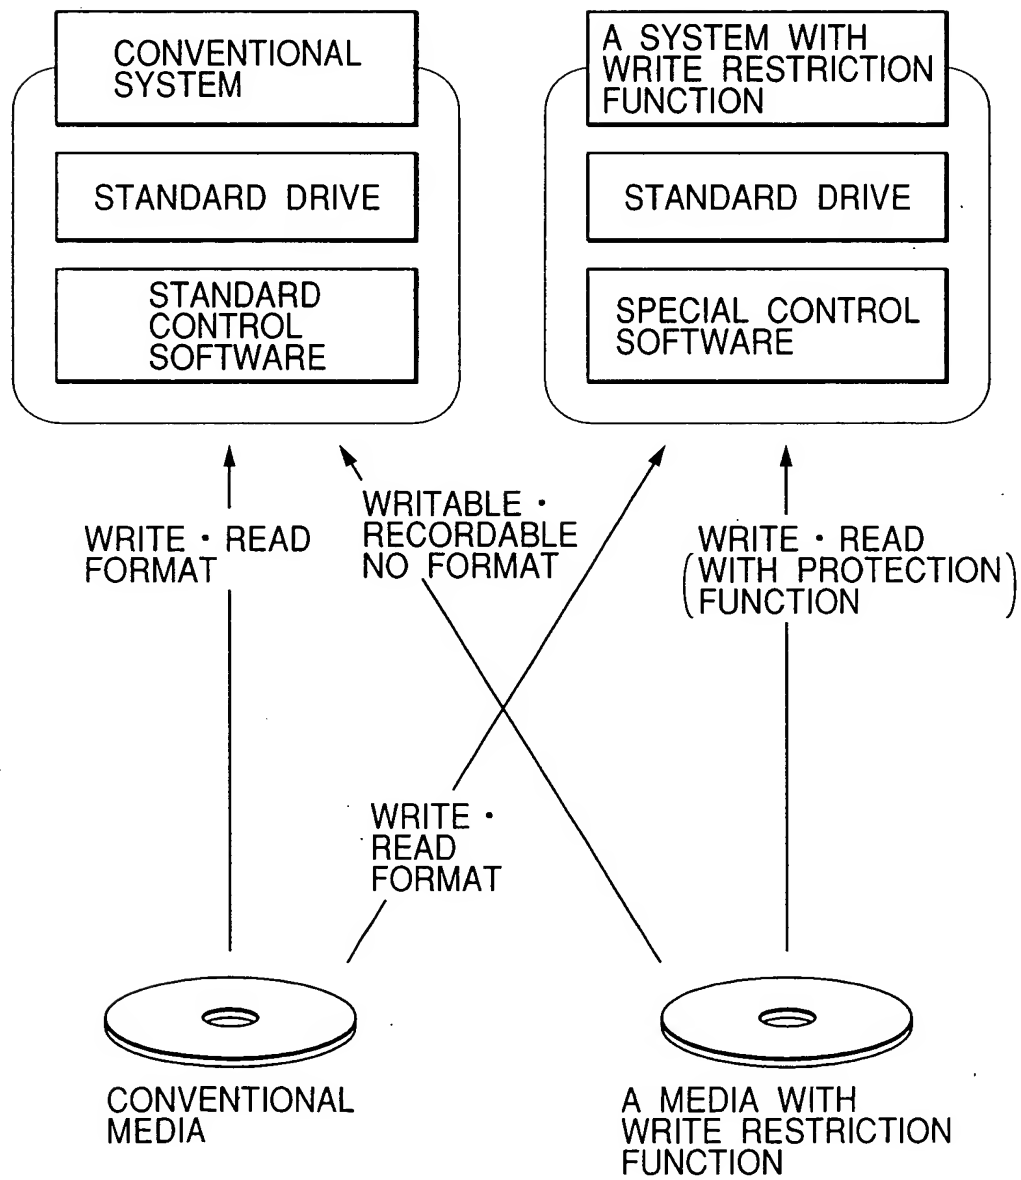 CONVENTIONAL
SYSTEM
STANDARD DRIVE
STANDARD
CONTROL
SOFTWARE
A SYSTEM WITH
WRITE RESTRICTION
FUNCTION
STANDARD DRIVE
SPECIAL CONTROL
SOFTWARE
WRITE・READ
FORMAT
WRITABLE・
RECORDABLE
NO FORMAT
WRITE・READ
(WITH PROTECTION)
FUNCTION
WRITE・
READ
FORMAT
CONVENTIONAL
MEDIA
A MEDIA WITH
WRITE RESTRICTION
FUNCTION